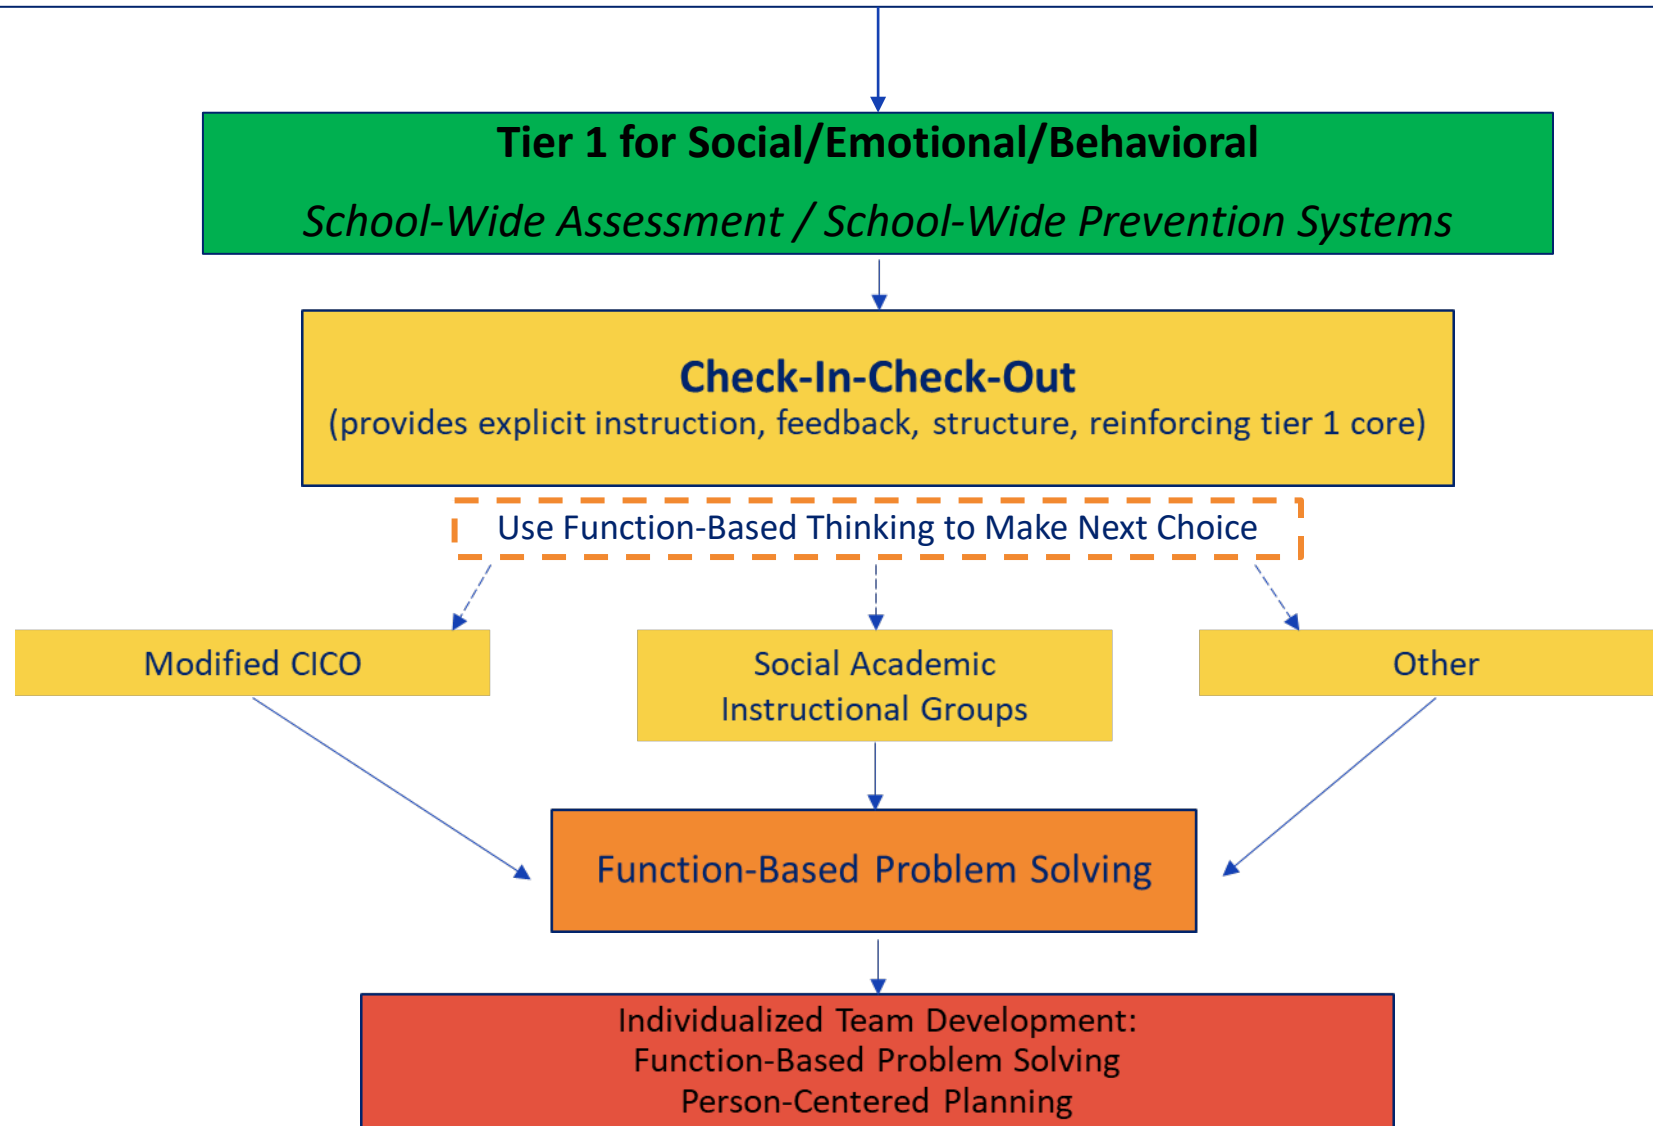 Tier 1 for Social/Emotional/Behavioral
School-Wide Assessment / School-Wide Prevention Systems
Check-In-Check-Out
(provides explicit instruction, feedback, structure, reinforcing tier 1 core)
Use Function-Based Thinking to Make Next Choice
Modified CICO
Social Academic
Instructional Groups
Other
Function-Based Problem Solving
Individualized Team Development:
Function-Based Problem Solving
Person-Centered Planning